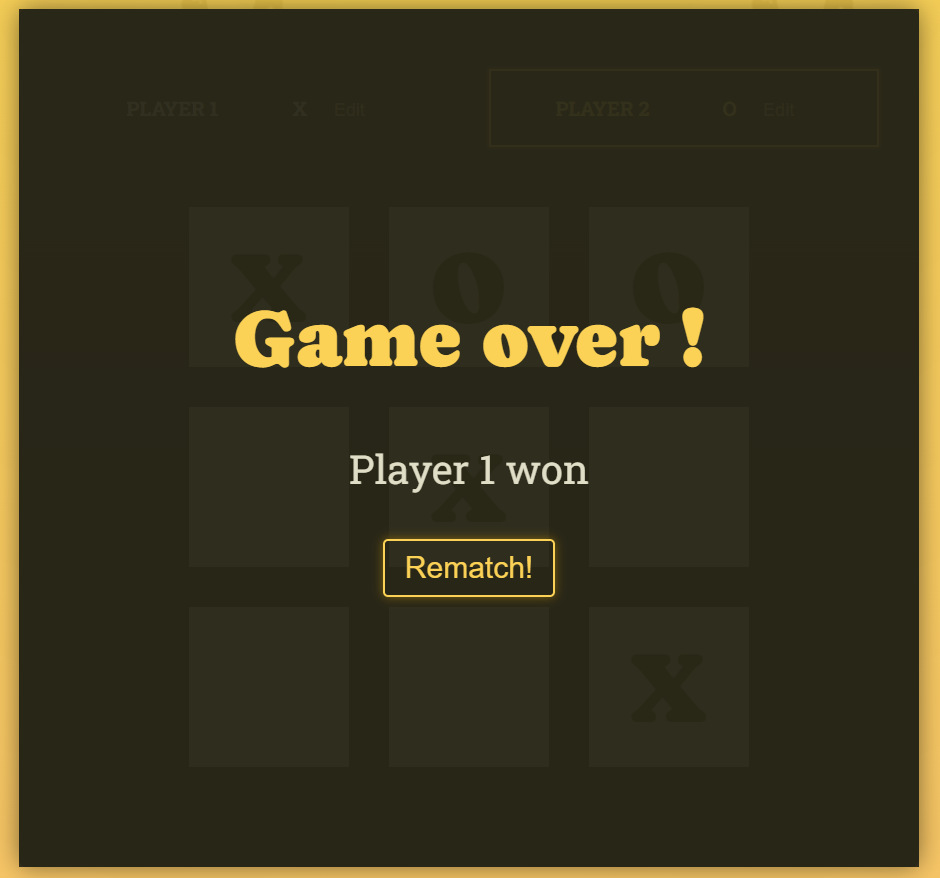 PLAYER 1 X Edit PLAYER 2 O Edit
X O O
Game over !
X
Player 1 won
Rematch!
X